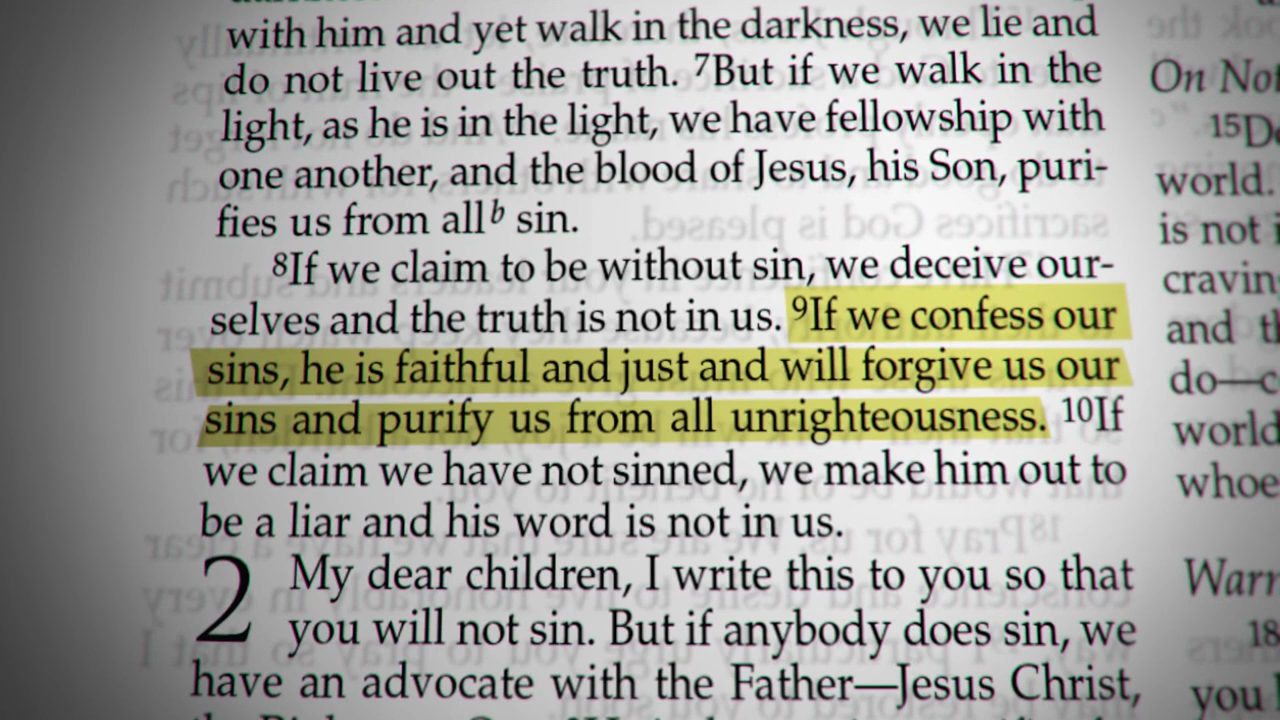 with him and yet walk in the darkness, we lie and
do not live out the truth. ⁷But if we walk in the
light, as he is in the light, we have fellowship with
one another, and the blood of Jesus, his Son, puri-
fies us from allᵇ sin.
⁸If we claim to be without sin, we deceive our-
selves and the truth is not in us. ⁹If we confess our
sins, he is faithful and just and will forgive us our
sins and purify us from all unrighteousness. ¹⁰If
we claim we have not sinned, we make him out to
be a liar and his word is not in us.
2 My dear children, I write this to you so that
you will not sin. But if anybody does sin, we
have an advocate with the Father—Jesus Christ,
On Not
15
world.
is not
and
do—
world
whoe
18
you